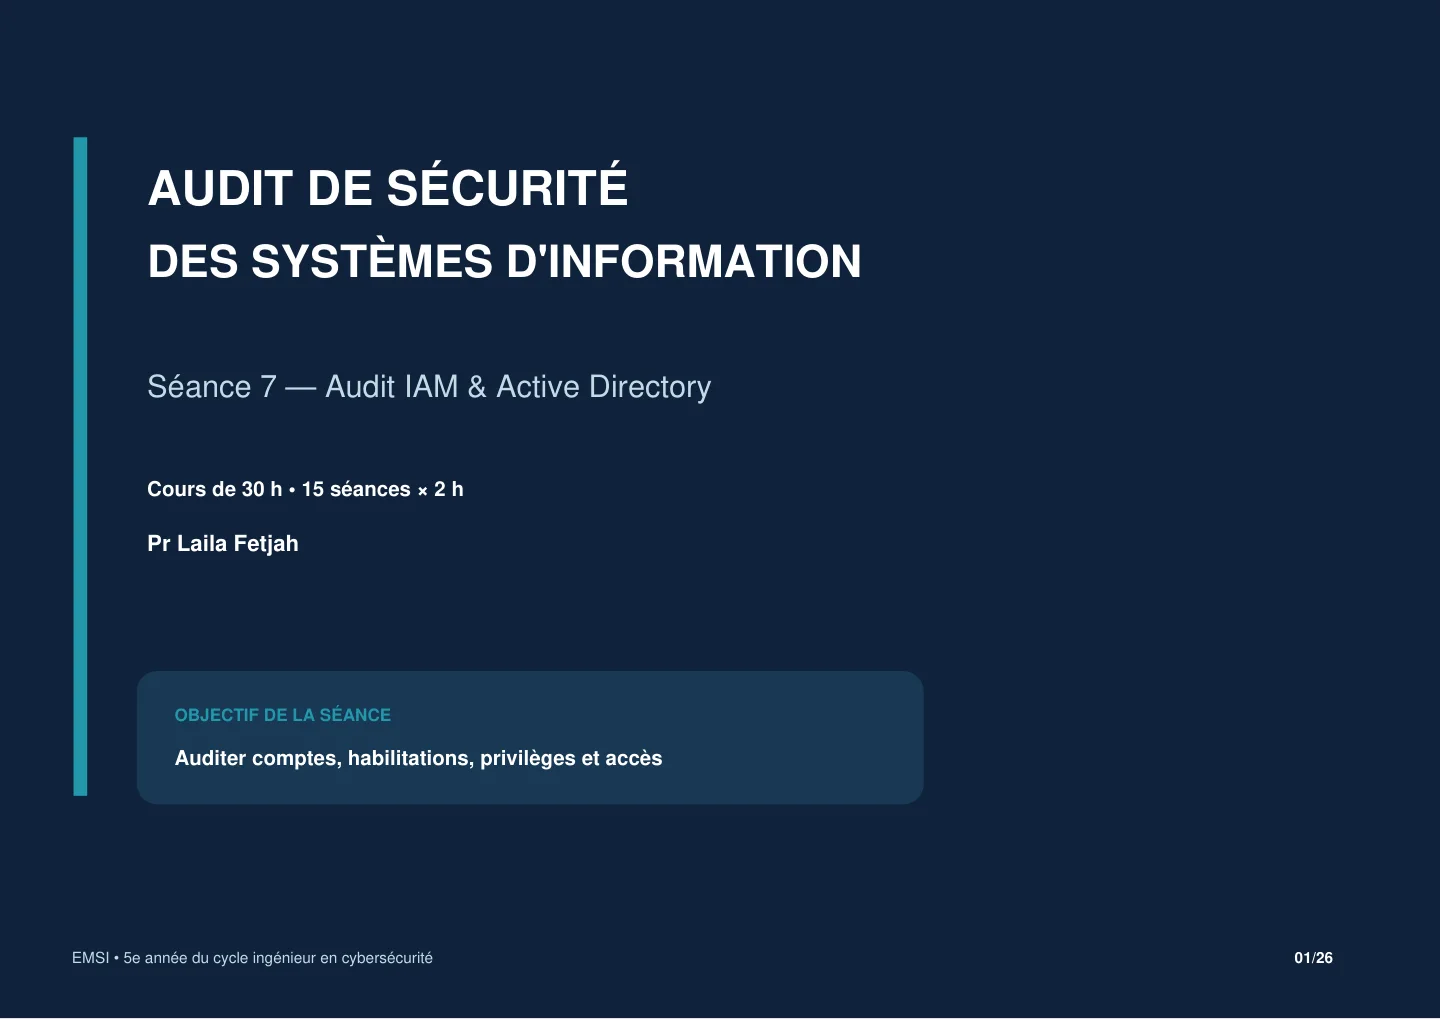 AUDIT DE SÉCURITÉ
DES SYSTÈMES D'INFORMATION
Séance 7 — Audit IAM & Active Directory
Cours de 30 h • 15 séances × 2 h
Pr Laila Fetjah
OBJECTIF DE LA SÉANCE
Auditer comptes, habilitations, privilèges et accès
EMSI • 5e année du cycle ingénieur en cybersécurité
01/26